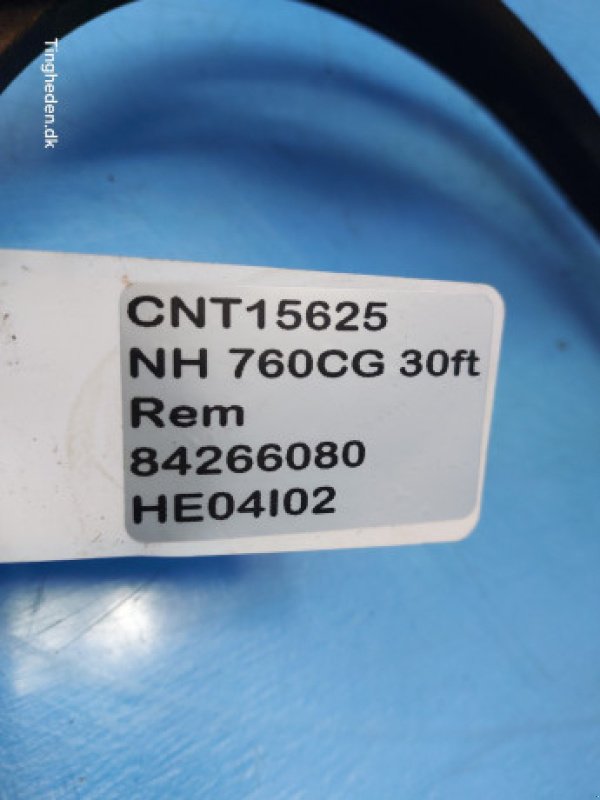 Tingheden.dk
CNT15625
NH 760CG 30ft
Rem
84266080
HE04I02